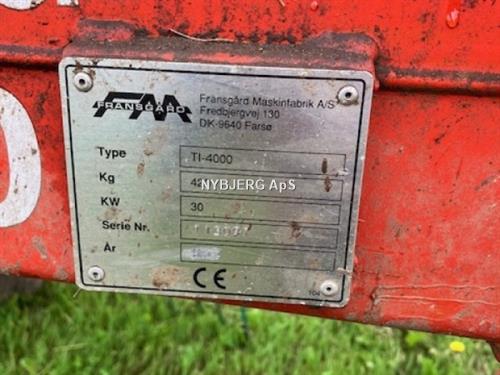 FRANSGÅRD
Fransgård Maskinfabrik A/S
Fredbjergvej 130
DK-9640 Farsø
Type TI-4000
Kg
NYBJERG ApS
KW 30
Serie Nr.
År
CE